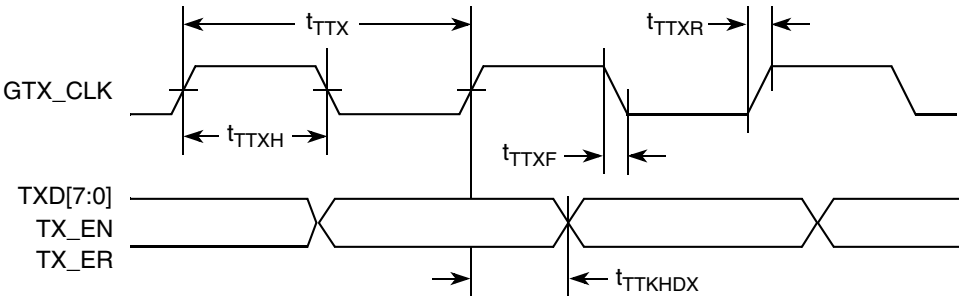 tTTX
tTTXR
GTX_CLK
tTTXH
tTTXF
TXD[7:0]
TX_EN
TX_ER
tTTKHDX